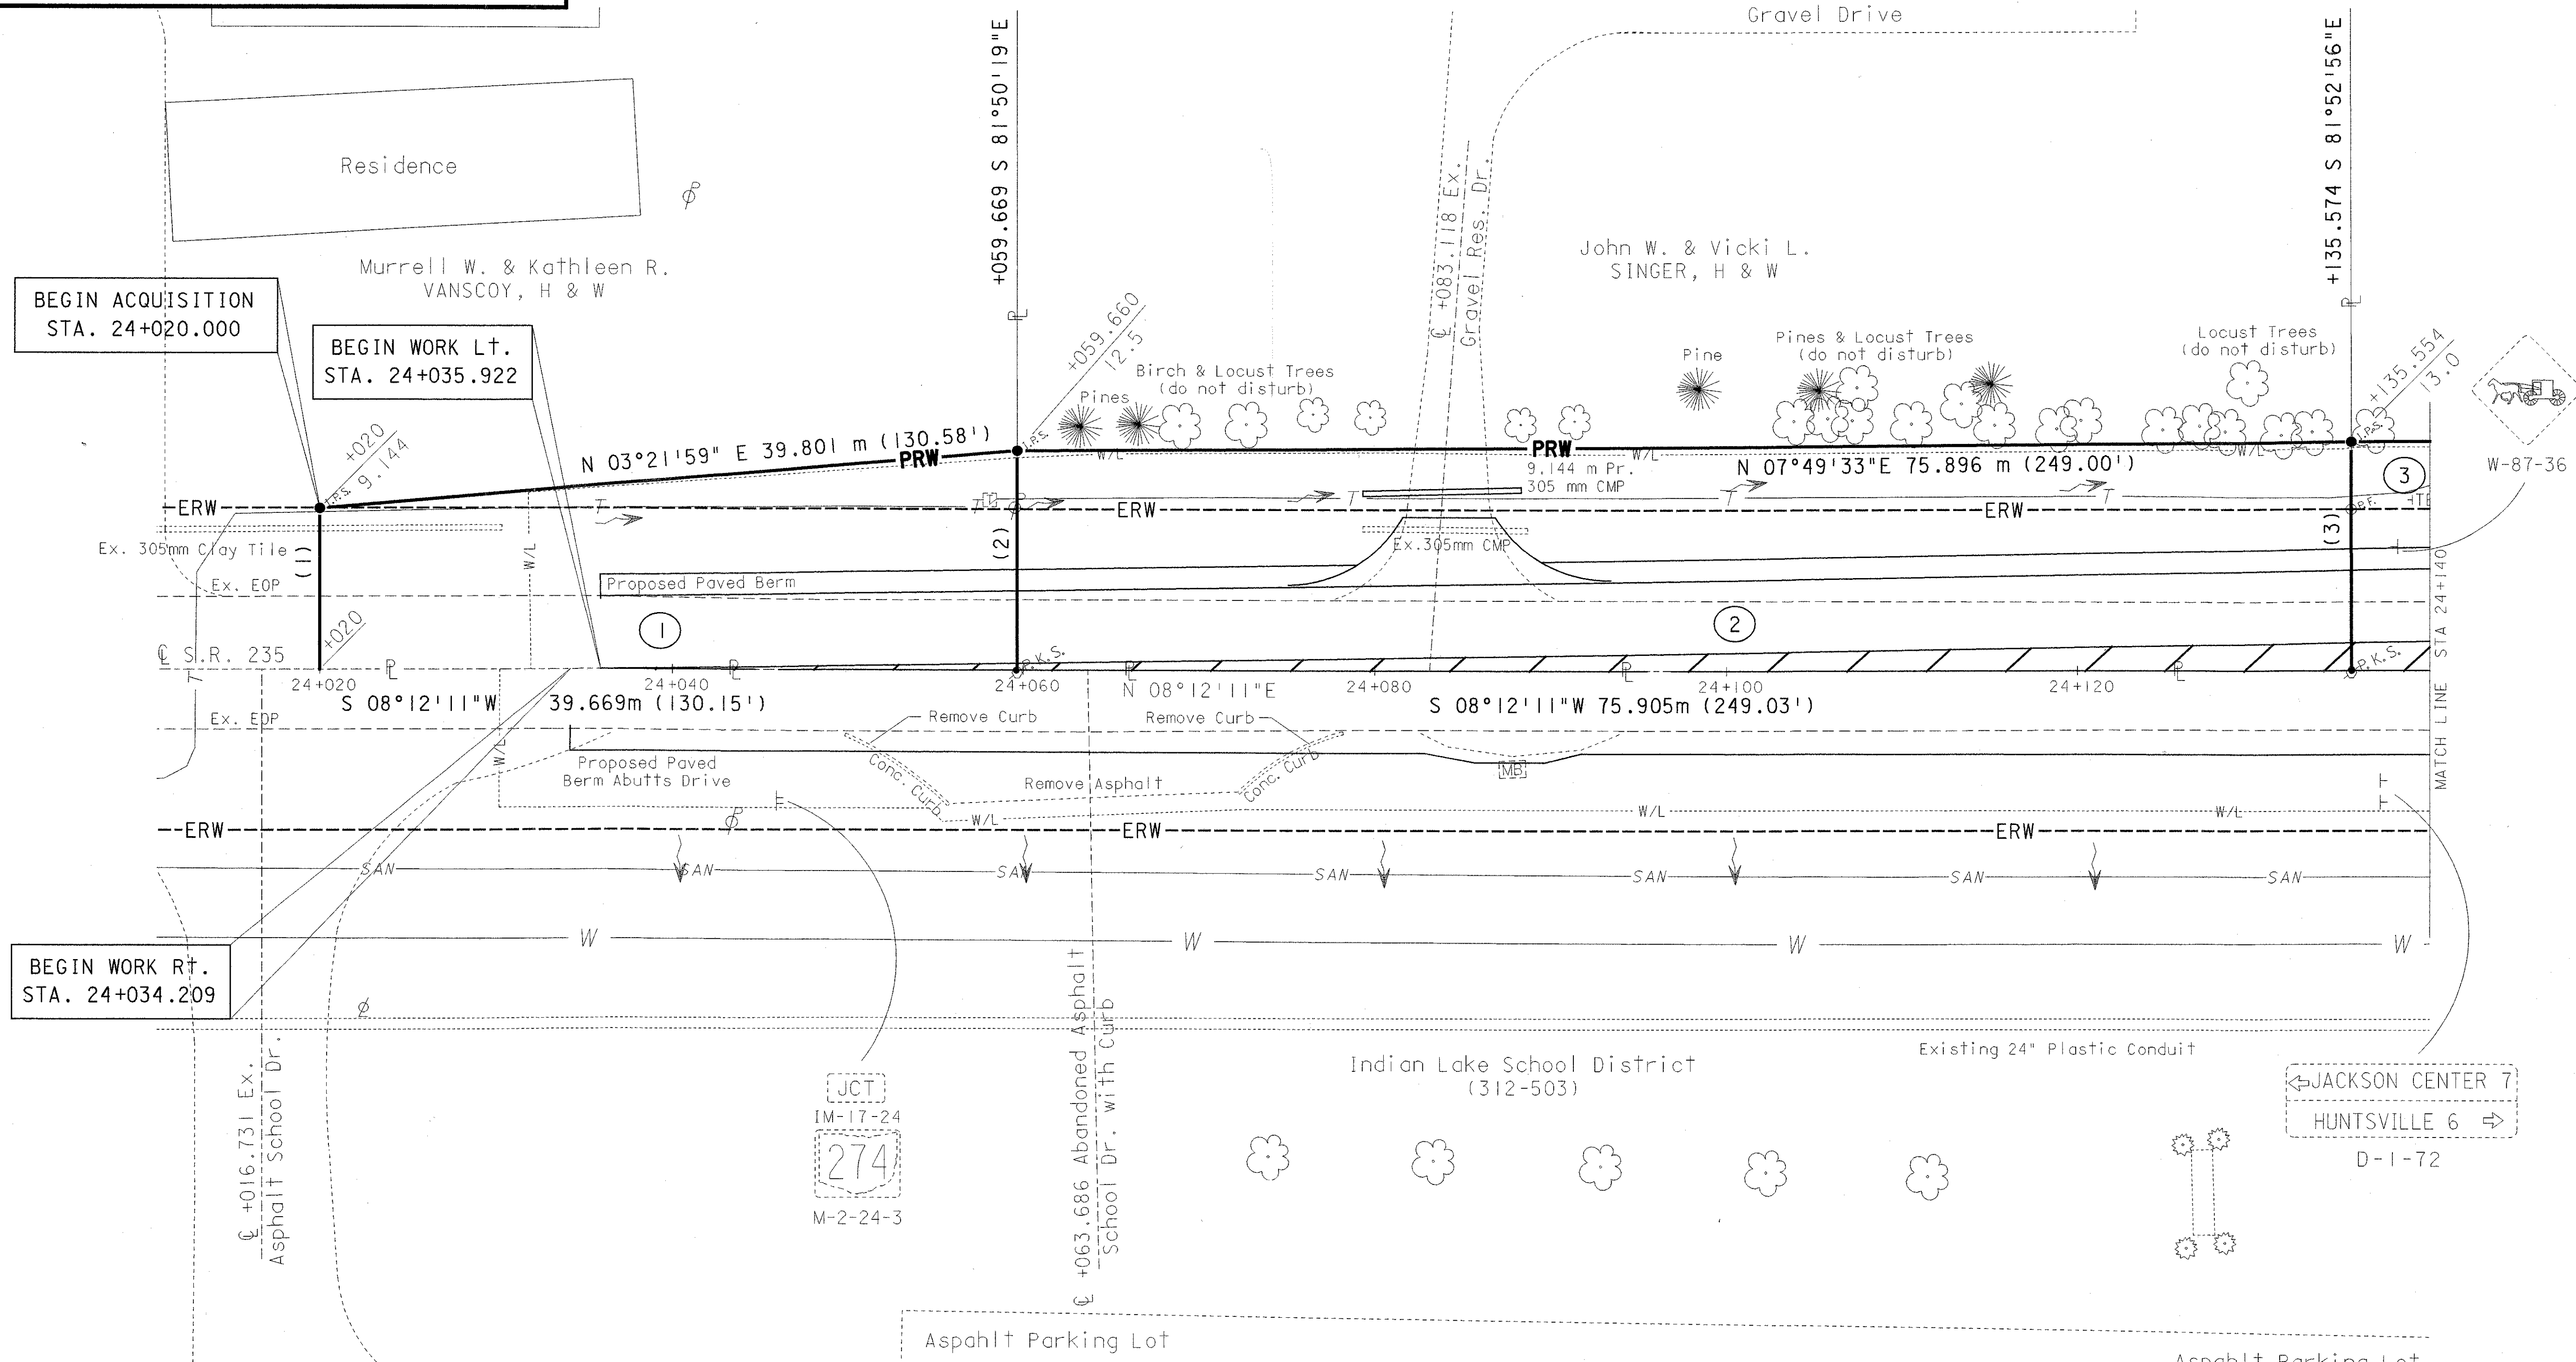 Gravel Drive
+059.669 S 81°50'19"E
+135.574 S 81°52'56"E
Residence
℄ +083.118 Ex.
Gravel Res. Dr.
Murrell W. & Kathleen R.
VANSCOY, H & W
John W. & Vicki L.
SINGER, H & W
BEGIN ACQUISITION
STA. 24+020.000
BEGIN WORK Lt.
STA. 24+035.922
PL
PL
+059.660
12.5
Birch & Locust Trees
(do not disturb)
Pines
Pine
Pines & Locust Trees
(do not disturb)
Locust Trees
(do not disturb)
+135.554
13.0
W-87-36
+020
9.144
I.P.S.
I.P.S.
I.P.S.
N 03°21'59" E 39.801 m (130.58')
PRW
W/L
PRW
W/L
W/L
9.144 m Pr.
305 mm CMP
N 07°49'33"E 75.896 m (249.00')
3
ERW
T
T
T
T
T
T
ERW
ERW
B.F.
Ex. 305mm Clay Tile
(1)
(2)
(3)
W/L
Ex.305mm CMP
Ex. EOP
Proposed Paved Berm
+020
1
2
℄ S.R. 235
T
PL
PL
PL
PL
PL
P.K.S.
P.K.S.
24+020
24+040
24+060
24+080
24+100
24+120
N 08°12'11"E
S 08°12'11"W 39.669m (130.15')
S 08°12'11"W 75.905m (249.03')
MATCH LINE STA 24+140
Ex. EOP
Remove Curb
Remove Curb
W/L
Proposed Paved
Berm Abutts Drive
Conc. Curb
Remove Asphalt
Conc. Curb
MB
W/L
W/L
W/L
ERW
ERW
ERW
SAN
SAN
SAN
SAN
SAN
SAN
SAN
W
W
W
W
BEGIN WORK Rt.
STA. 24+034.209
℄ +016.731 Ex.
Asphalt School Dr.
℄ +063.686 Abandoned Asphalt
School Dr. with Curb
Indian Lake School District
(312-503)
Existing 24" Plastic Conduit
JCT
IM-17-24
274
M-2-24-3
JACKSON CENTER 7
HUNTSVILLE 6
D-1-72
Aspahlt Parking Lot
Aspahlt Parking Lot